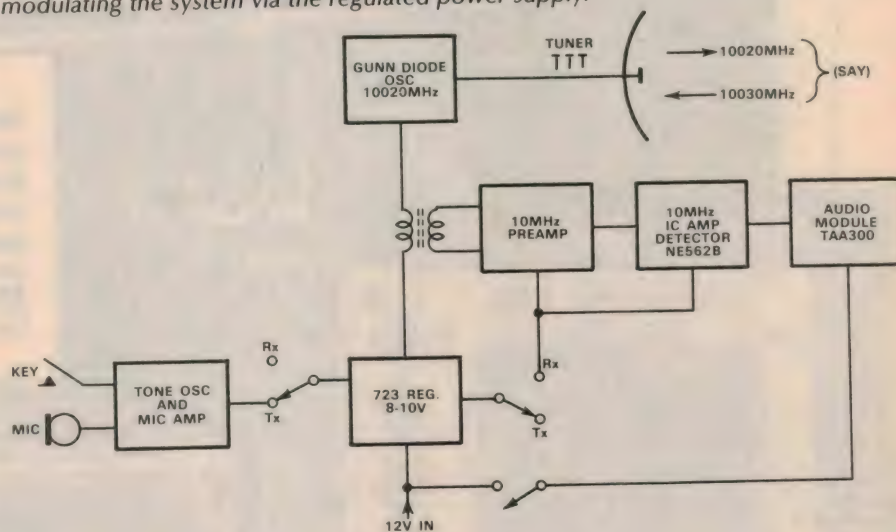 modulating the system via the regulated power supply.
GUNN DIODE
OSC
10020MHz
TUNER
10020MHz
10030MHz
(SAY)
10MHz
PREAMP
10MHz
IC AMP
DETECTOR
NE562B
AUDIO
MODULE
TAA300
KEY
MIC
TONE OSC
AND
MIC AMP
Rx
Tx
723 REG.
8-10V
Rx
Tx
12V IN